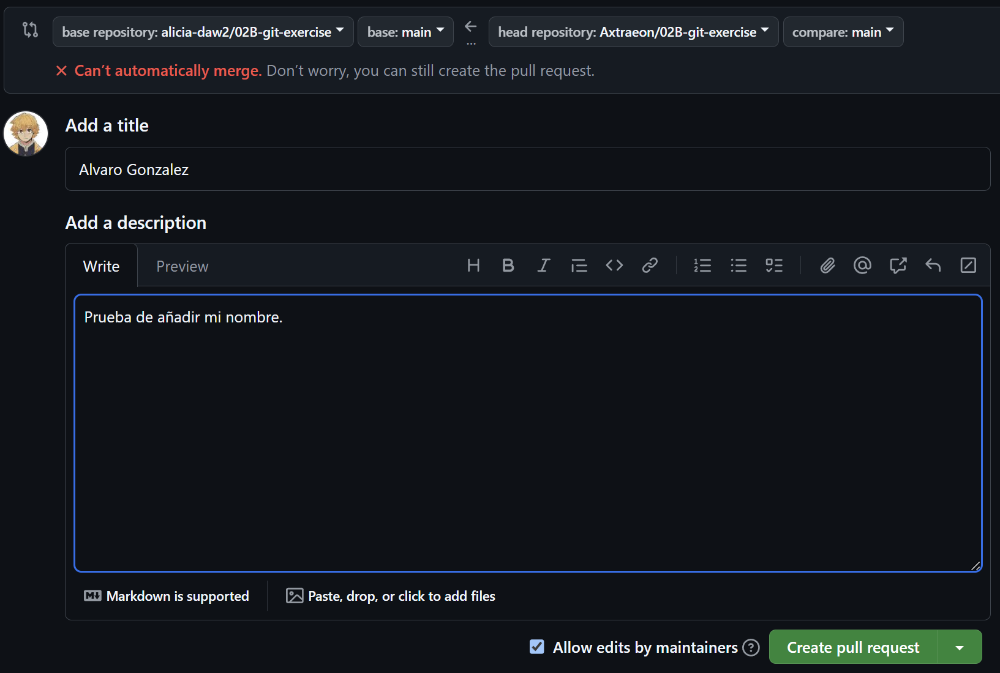 base repository: alicia-daw2/02B-git-exercise base: main ... head repository: Axtraeon/02B-git-exercise compare: main
Can’t automatically merge. Don’t worry, you can still create the pull request.
Add a title
Alvaro Gonzalez
Add a description
Write Preview
Prueba de añadir mi nombre.
Markdown is supported Paste, drop, or click to add files
Allow edits by maintainers Create pull request